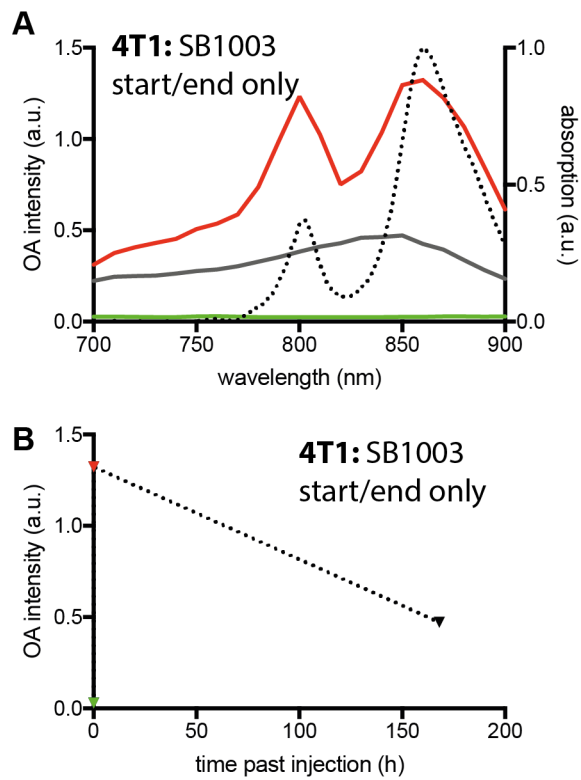 A
4T1: SB1003
start/end only
OA intensity (a.u.)
1.5
1.0
0.5
0.0
absorption (a.u.)
1.0
0.5
0.0
700
750
800
850
900
wavelength (nm)
B
4T1: SB1003
start/end only
OA intensity (a.u.)
1.5
1.0
0.5
0.0
0
50
100
150
200
time past injection (h)